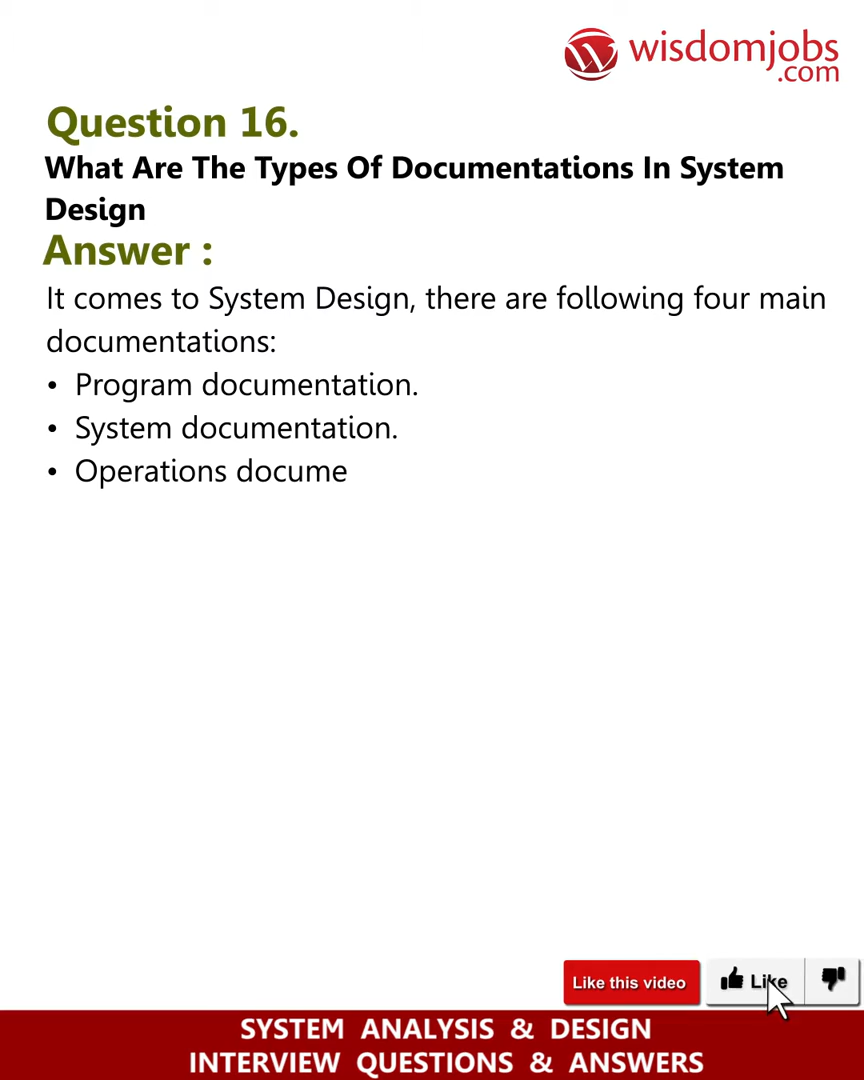 wisdomjobs
.com
Question 16.
What Are The Types Of Documentations In System
Design
Answer :
It comes to System Design, there are following four main
documentations:
• Program documentation.
• System documentation.
• Operations docume
Like this video
Like
SYSTEM ANALYSIS & DESIGN
INTERVIEW QUESTIONS & ANSWERS